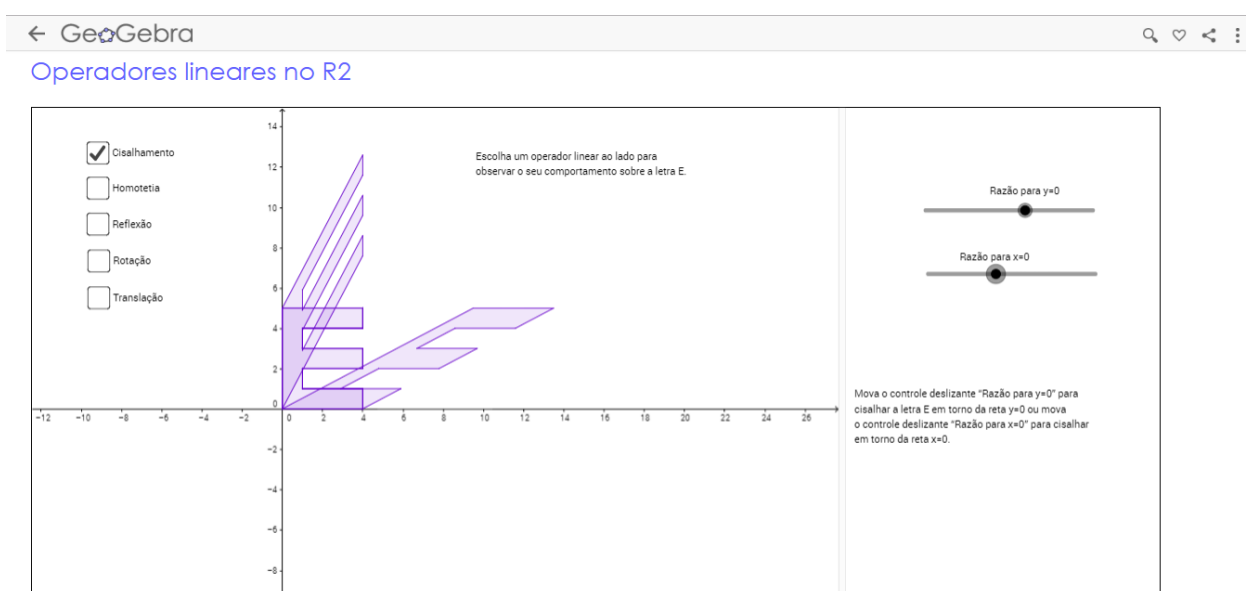 GeoGebra
Operadores lineares no R2
Cisalhamento
Homotetia
Reflexão
Rotação
Translação
Escolha um operador linear ao lado para
observar o seu comportamento sobre a letra E.
14
12
10
8
6
4
2
0
-2
-4
-6
-8
-12 -10 -8 -6 -4 -2 0 2 4 6 8 10 12 14 16 18 20 22 24 26
Razão para y=0
Razão para x=0
Mova o controle deslizante “Razão para y=0” para
cisalhar a letra E em torno da reta y=0 ou mova
o controle deslizante “Razão para x=0” para cisalhar
em torno da reta x=0.